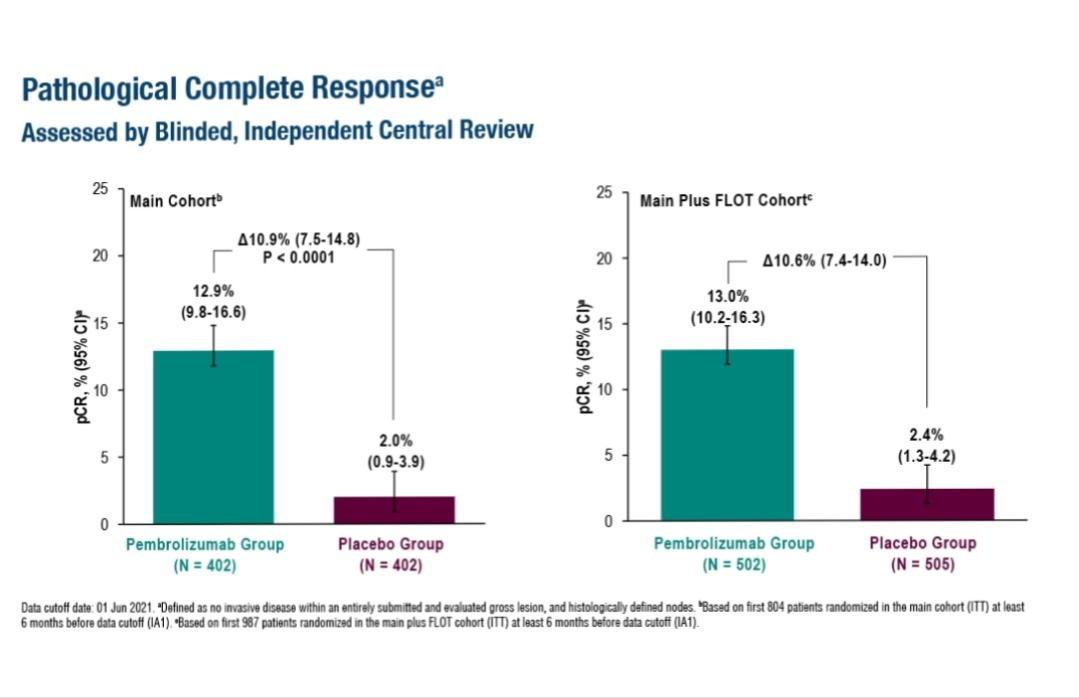 Pathological Complete Responseᵃ
Assessed by Blinded, Independent Central Review
Main Cohortᵇ
25
20
15
10
5
0
pCR, % (95% CI)ᵃ
Δ10.9% (7.5-14.8)
P < 0.0001
12.9%
(9.8-16.6)
2.0%
(0.9-3.9)
Pembrolizumab Group
(N = 402)
Placebo Group
(N = 402)
Main Plus FLOT Cohortᶜ
25
20
15
10
5
0
pCR, % (95% CI)ᵃ
Δ10.6% (7.4-14.0)
13.0%
(10.2-16.3)
2.4%
(1.3-4.2)
Pembrolizumab Group
(N = 502)
Placebo Group
(N = 505)
Data cutoff date: 01 Jun 2021. ᵃDefined as no invasive disease within an entirely submitted and evaluated gross lesion, and histologically defined nodes. ᵇBased on first 804 patients randomized in the main cohort (ITT) at least
6 months before data cutoff (IA1). ᶜBased on first 987 patients randomized in the main plus FLOT cohort (ITT) at least 6 months before data cutoff (IA1).